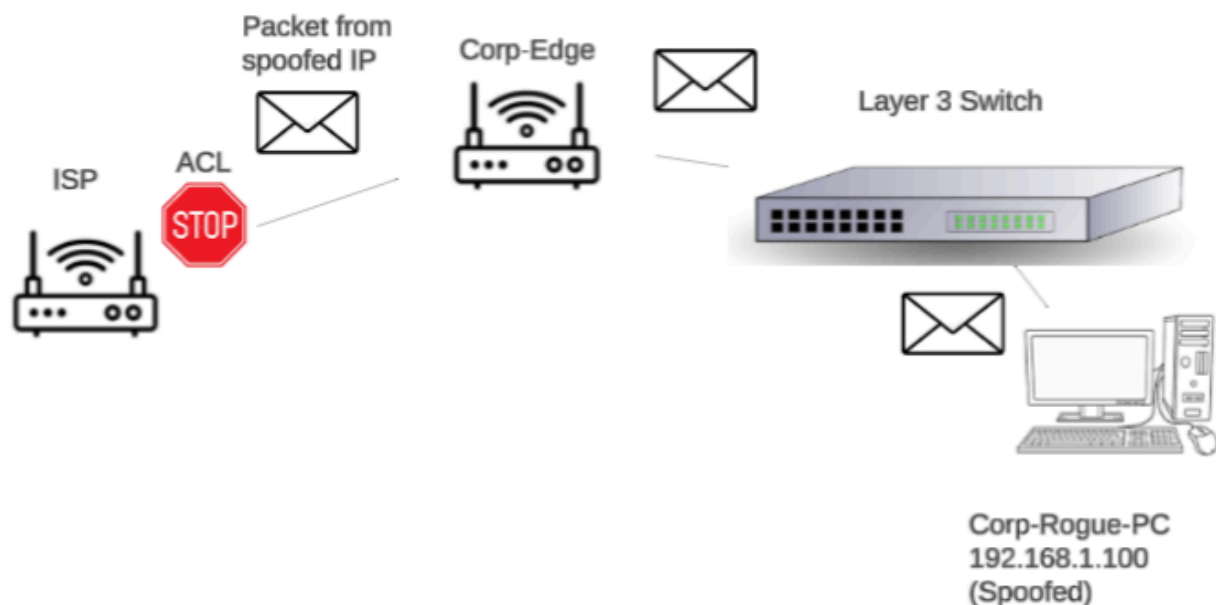 Packet from
spoofed IP
Corp-Edge
Layer 3 Switch
ISP
ACL
STOP
Corp-Rogue-PC
192.168.1.100
(Spoofed)